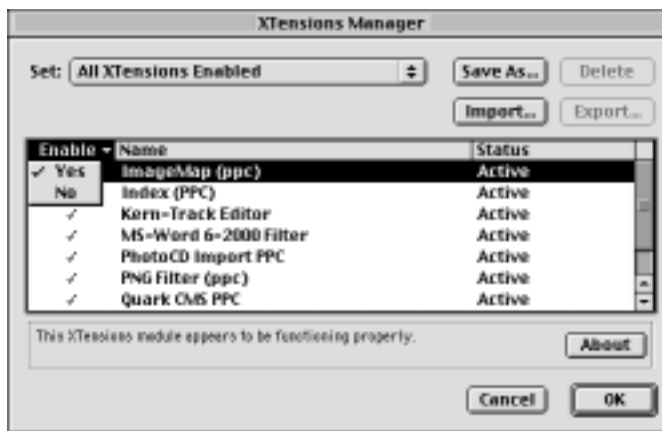 XTensions Manager
Set: All XTensions Enabled
Save As...
Delete
Import...
Export...
Enable Name Status
✓ Yes ImageMap (ppc) Active
No Index (PPC) Active
✓ Kern-Track Editor Active
✓ MS-Word 6-2000 Filter Active
✓ PhotoCD Import PPC Active
✓ PNG Filter (ppc) Active
✓ Quark CMS PPC Active
This XTensions module appears to be functioning properly.
About
Cancel
OK